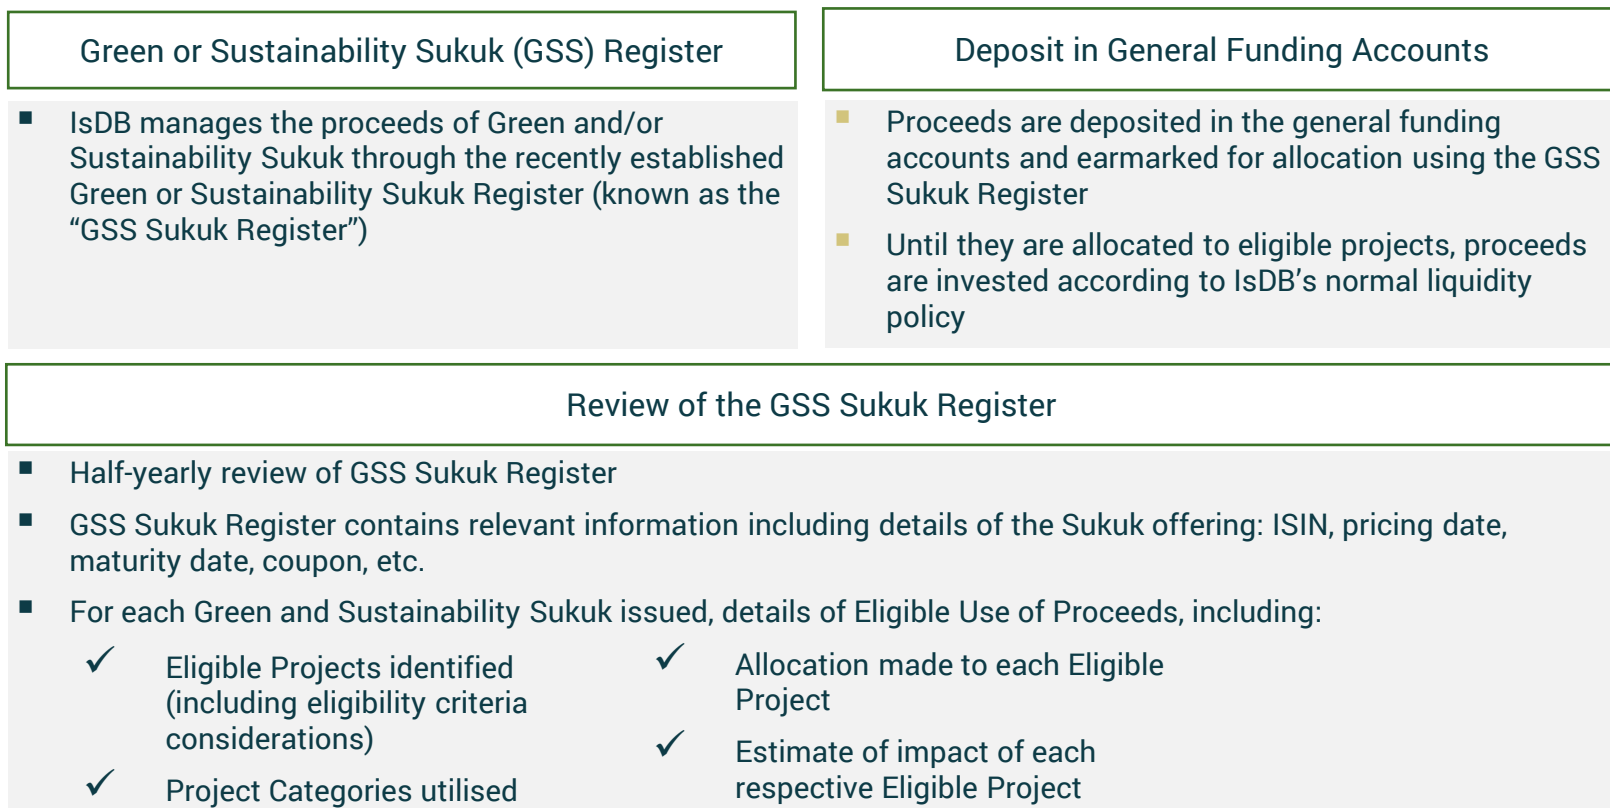 Green or Sustainability Sukuk (GSS) Register
■ IsDB manages the proceeds of Green and/or
Sustainability Sukuk through the recently established
Green or Sustainability Sukuk Register (known as the
“GSS Sukuk Register”)
Deposit in General Funding Accounts
■ Proceeds are deposited in the general funding
accounts and earmarked for allocation using the GSS
Sukuk Register
■ Until they are allocated to eligible projects, proceeds
are invested according to IsDB’s normal liquidity
policy
Review of the GSS Sukuk Register
■ Half-yearly review of GSS Sukuk Register
■ GSS Sukuk Register contains relevant information including details of the Sukuk offering: ISIN, pricing date,
maturity date, coupon, etc.
■ For each Green and Sustainability Sukuk issued, details of Eligible Use of Proceeds, including:
✓ Eligible Projects identified
(including eligibility criteria
considerations)
✓ Project Categories utilised
✓ Allocation made to each Eligible
Project
✓ Estimate of impact of each
respective Eligible Project